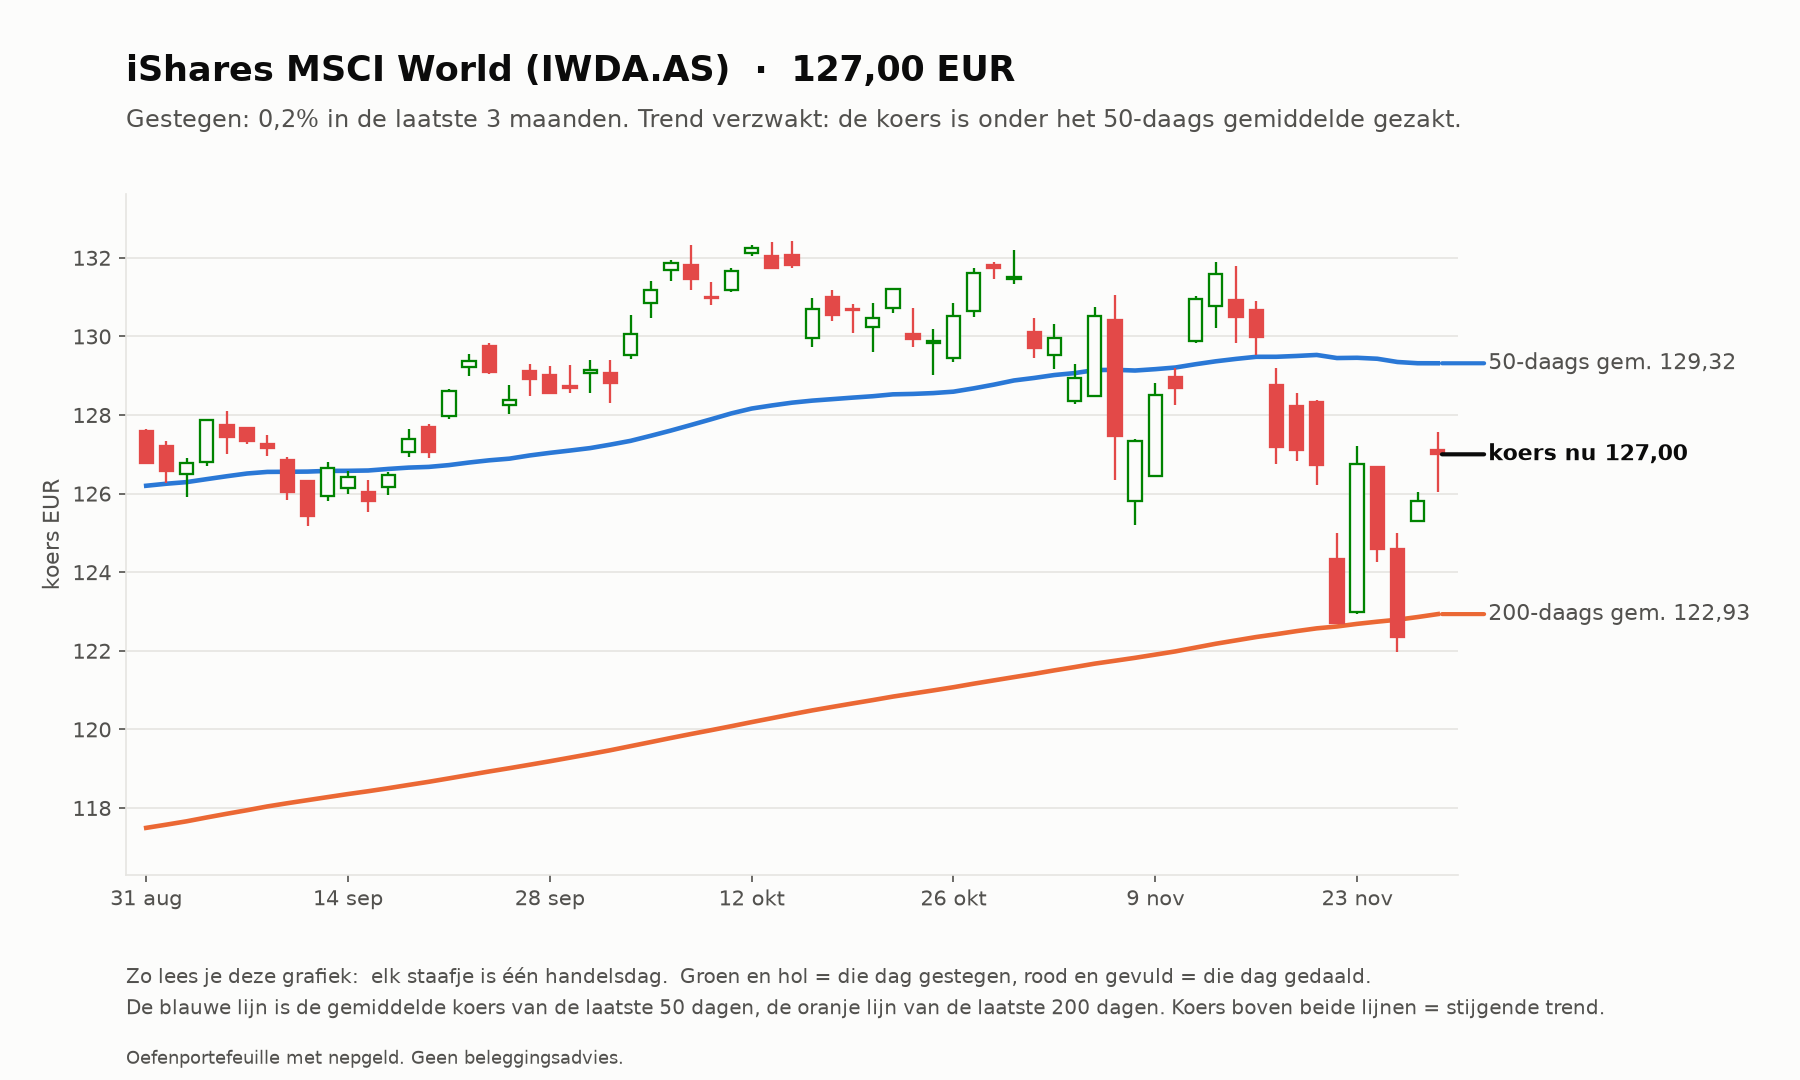 iShares MSCI World (IWDA.AS) · 127,00 EUR
Gestegen: 0,2% in de laatste 3 maanden. Trend verzwakt: de koers is onder het 50-daags gemiddelde gezakt.
koers EUR
132
130
128
126
124
122
120
118
50-daags gem. 129,32
koers nu 127,00
200-daags gem. 122,93
31 aug
14 sep
28 sep
12 okt
26 okt
9 nov
23 nov
Zo lees je deze grafiek: elk staafje is één handelsdag. Groen en hol = die dag gestegen, rood en gevuld = die dag gedaald.
De blauwe lijn is de gemiddelde koers van de laatste 50 dagen, de oranje lijn van de laatste 200 dagen. Koers boven beide lijnen = stijgende trend.
Oefenportefeuille met nepgeld. Geen beleggingsadvies.